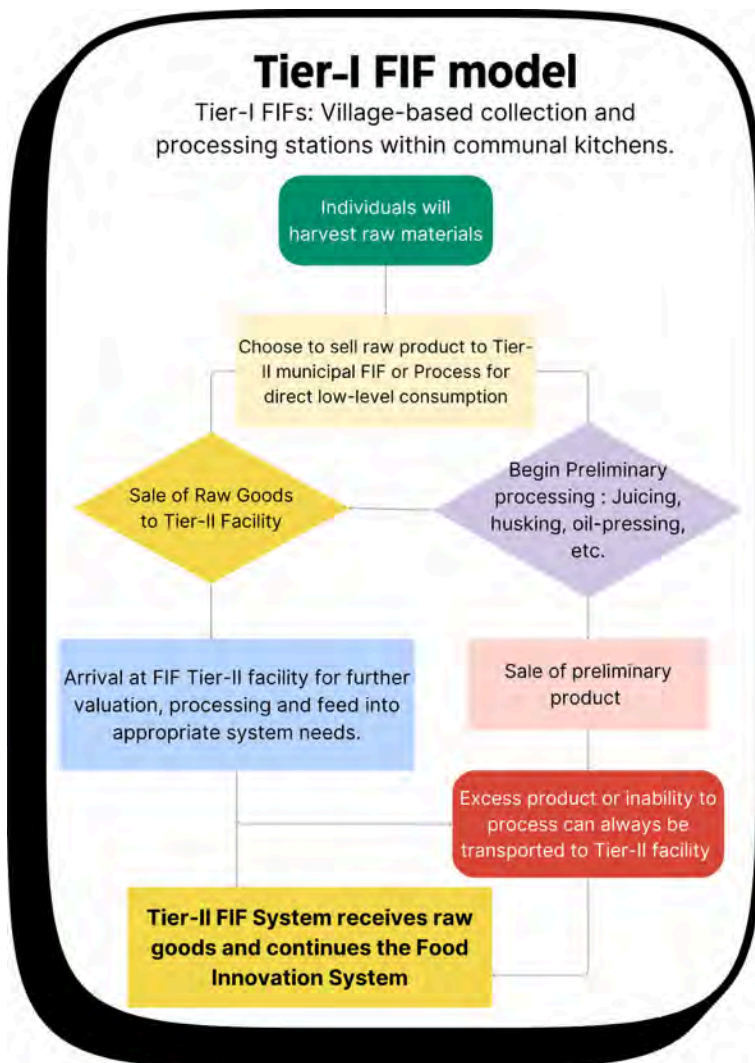 Tier-I FIF model
Tier-I FIFs: Village-based collection and
processing stations within communal kitchens.
Individuals will
harvest raw materials
Choose to sell raw product to Tier-
II municipal FIF or Process for
direct low-level consumption
Sale of Raw Goods
to Tier-II Facility
Begin Preliminary
processing : Juicing,
husking, oil-pressing,
etc.
Arrival at FIF Tier-II facility for further
valuation, processing and feed into
appropriate system needs.
Sale of preliminary
product
Excess product or inability to
process can always be
transported to Tier-II facility
Tier-II FIF System receives raw
goods and continues the Food
Innovation System